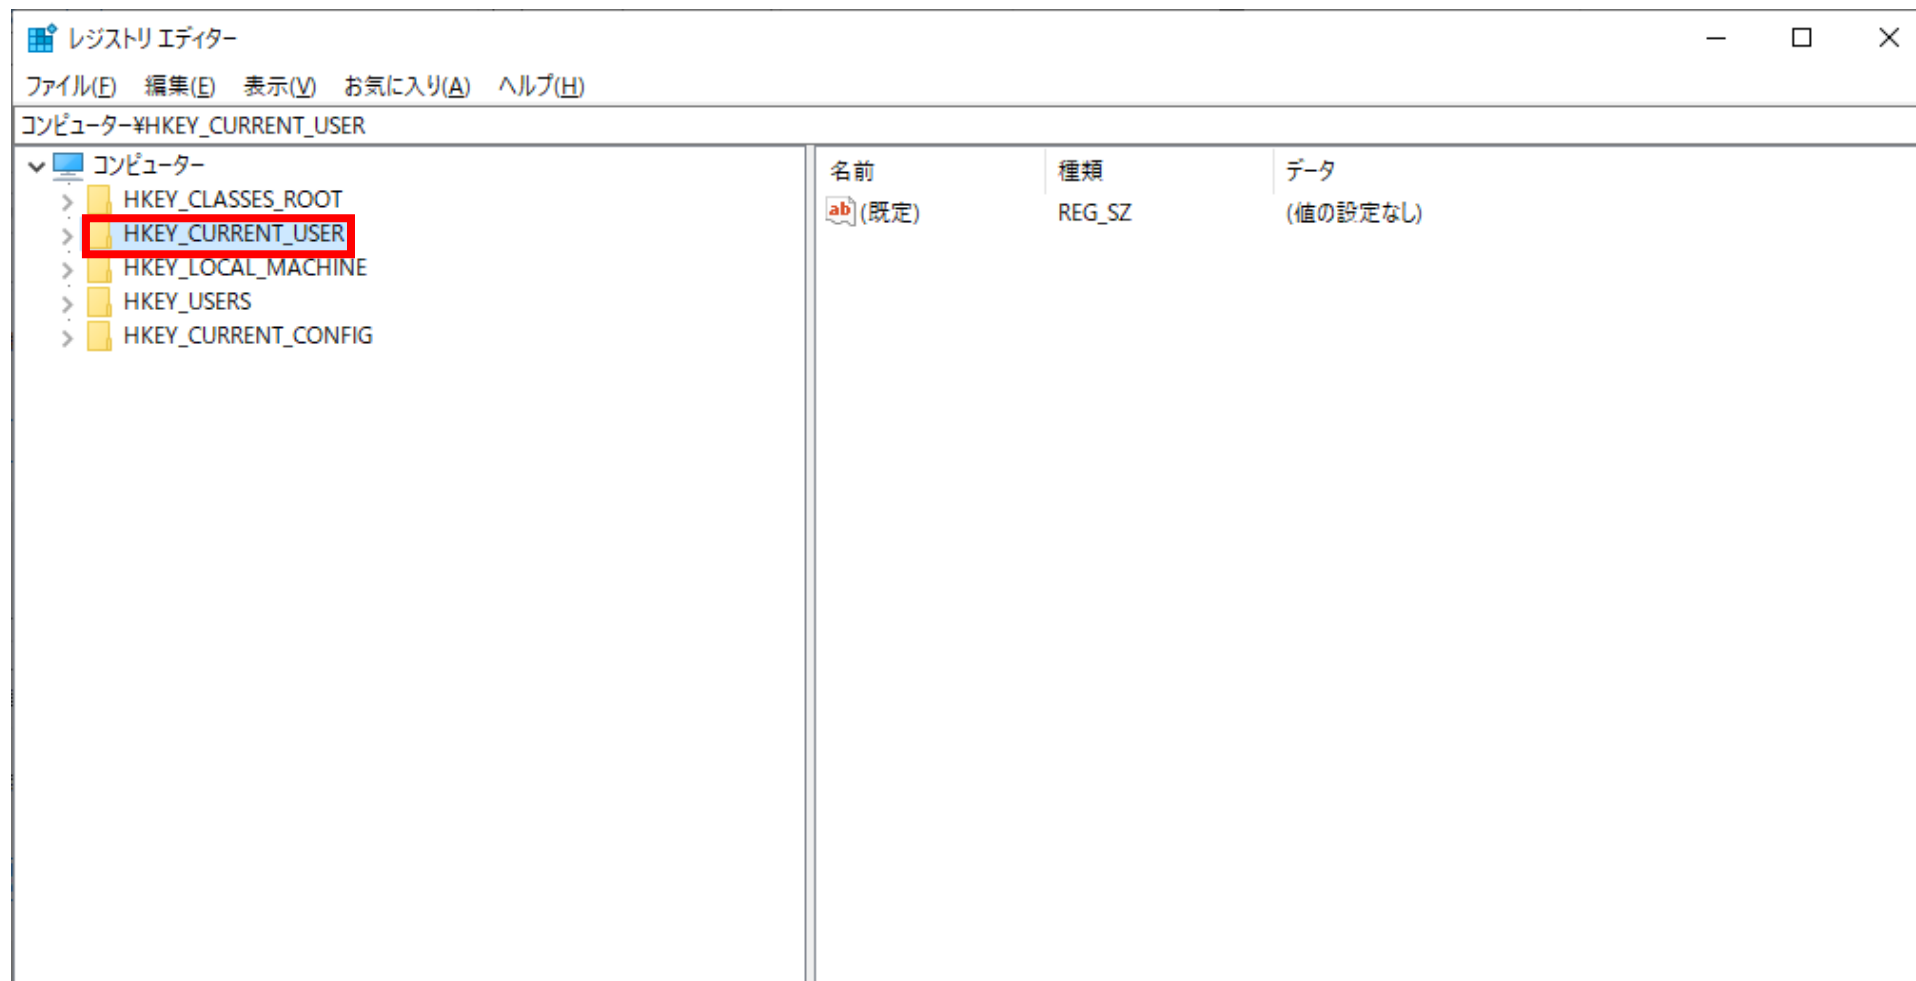 レジストリ エディター
ファイル(F) 編集(E) 表示(V) お気に入り(A) ヘルプ(H)
コンピューター¥HKEY_CURRENT_USER
コンピューター
HKEY_CLASSES_ROOT
HKEY_CURRENT_USER
HKEY_LOCAL_MACHINE
HKEY_USERS
HKEY_CURRENT_CONFIG
名前 種類 データ
ab (既定) REG_SZ (値の設定なし)